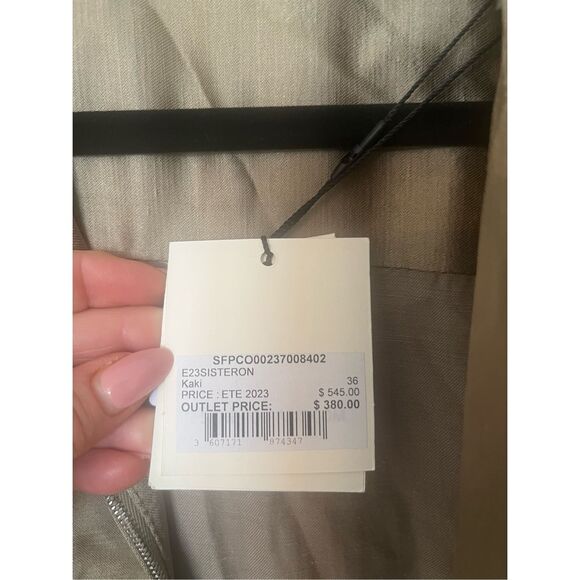 SFPCO00237008402
E23SISTERON
Kaki 36
PRICE : ETE 2023 $ 545.00
OUTLET PRICE: $ 380.00
3 607171 874347